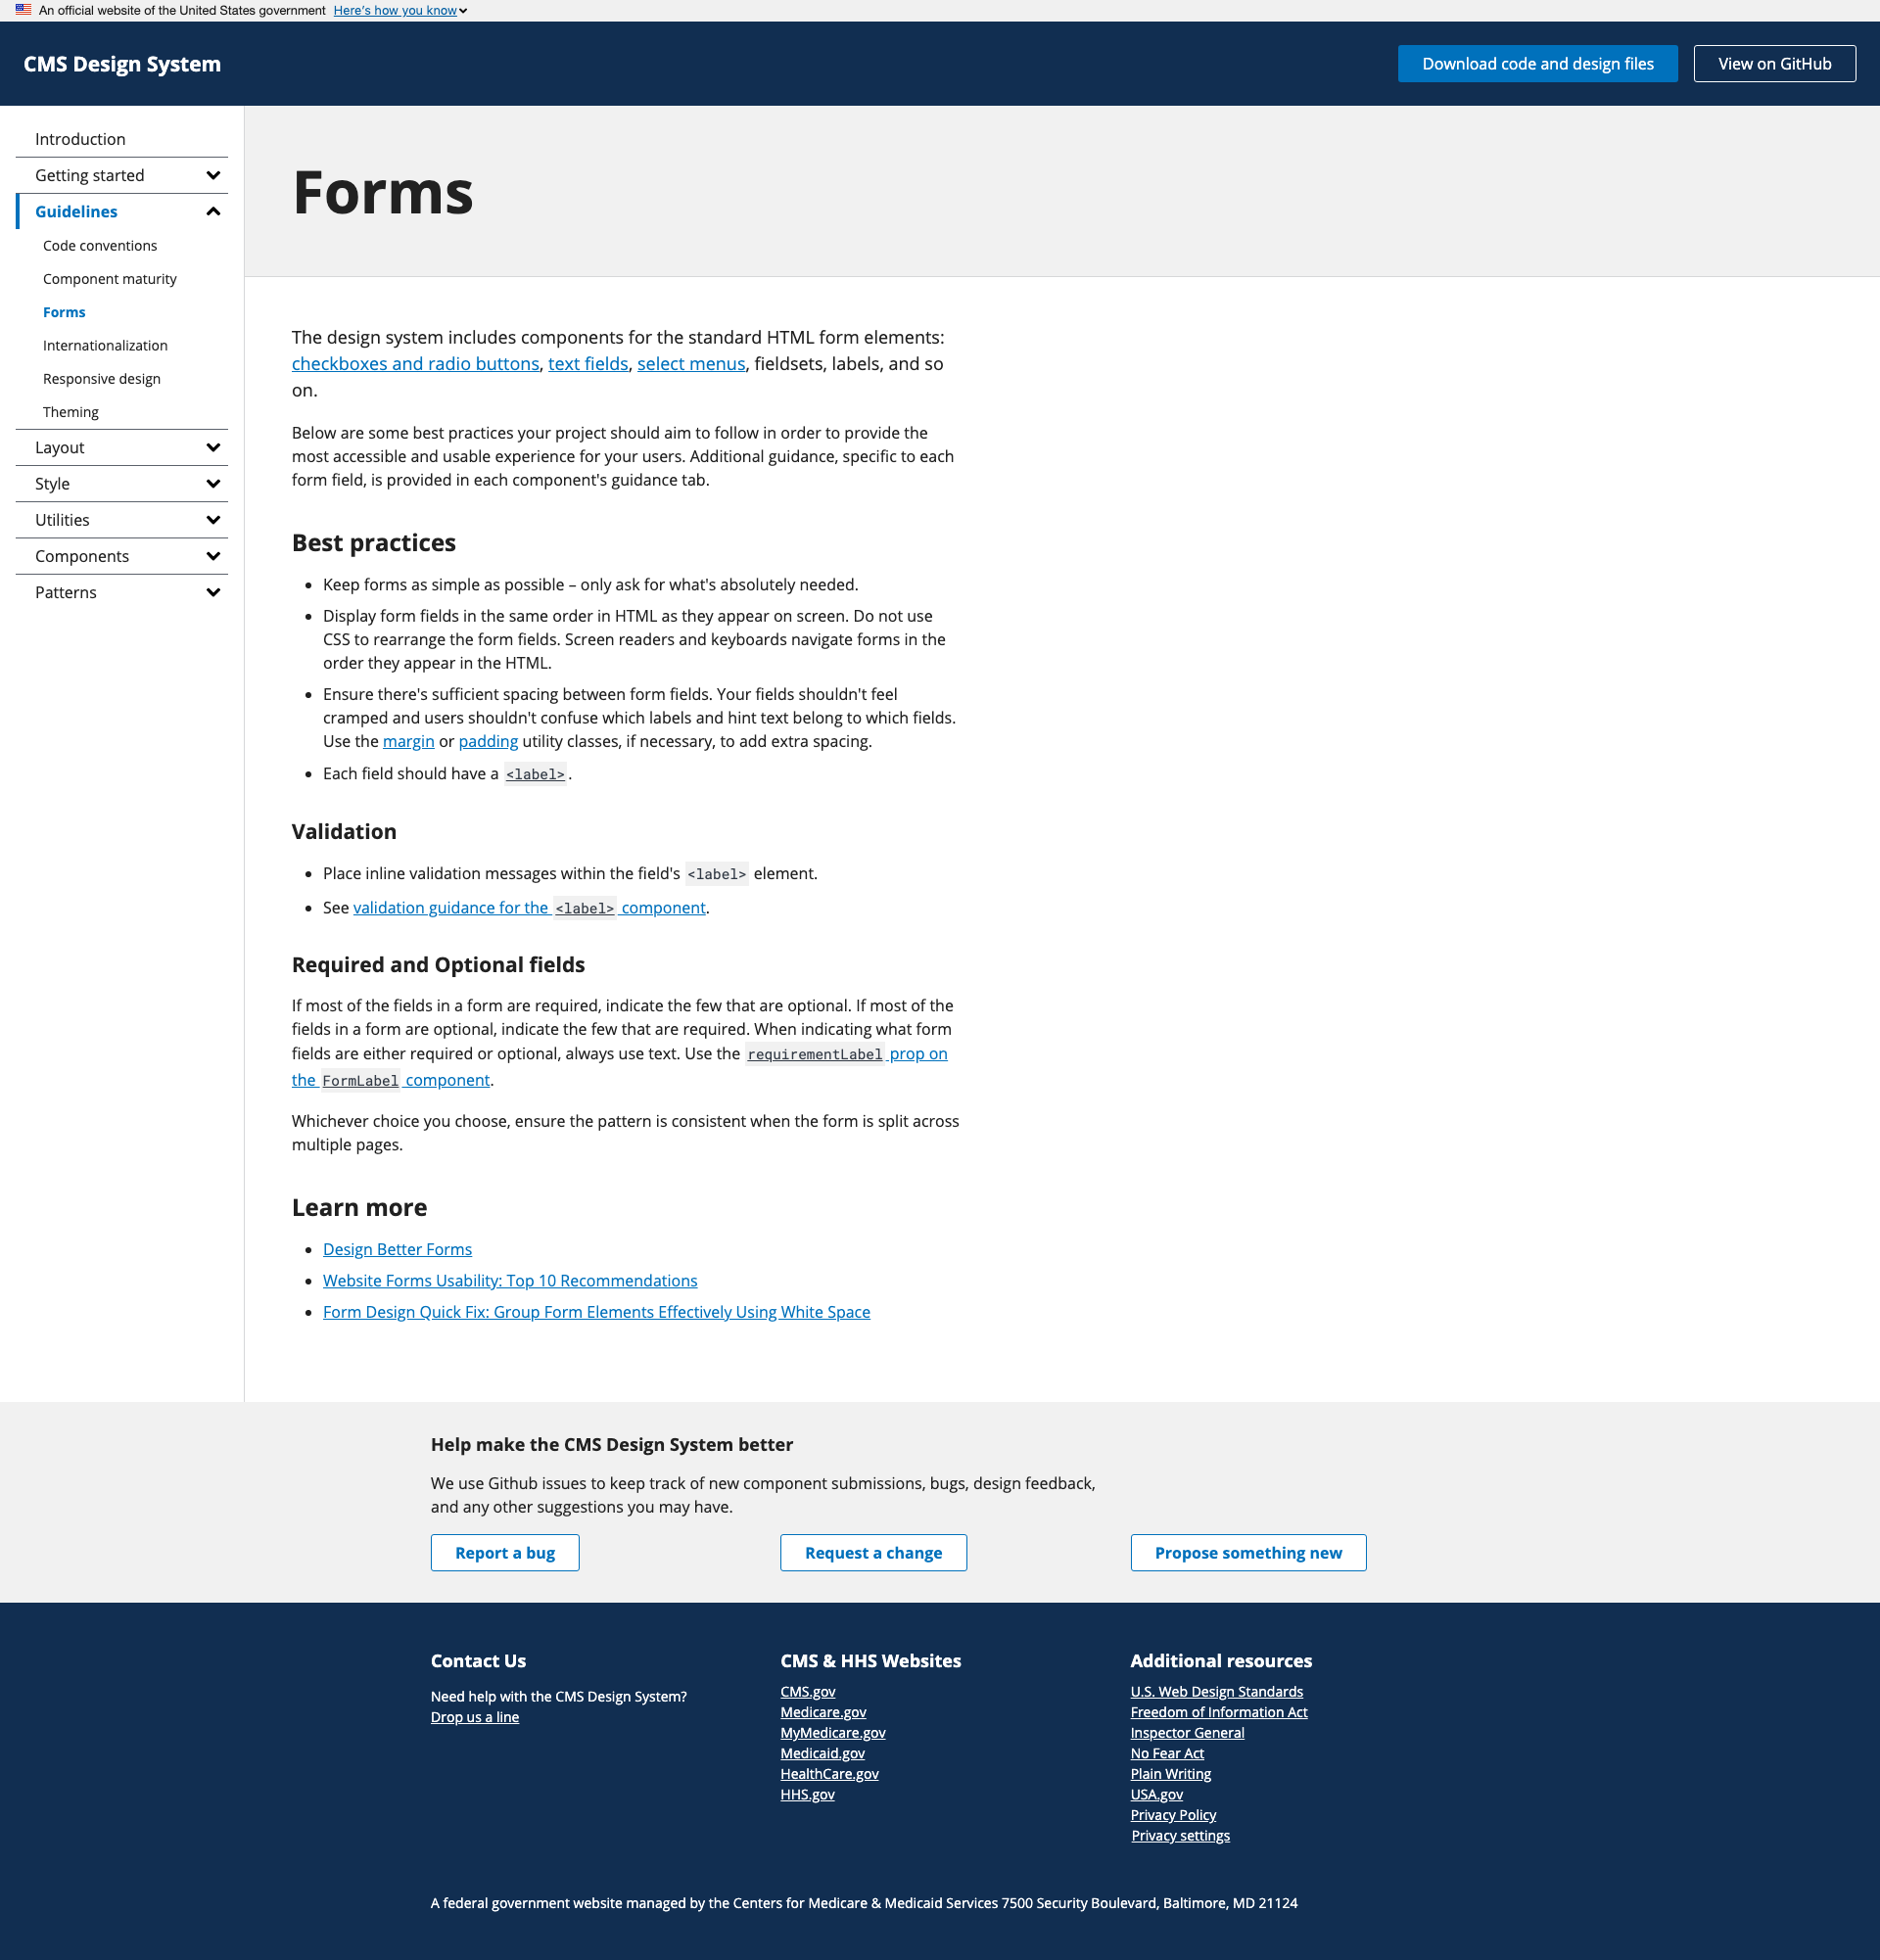 An official website of the United States government Here's how you know
CMS Design System
Download code and design files
View on GitHub
Introduction
Getting started
Guidelines
Code conventions
Component maturity
Forms
Internationalization
Responsive design
Theming
Layout
Style
Utilities
Components
Patterns
Forms
The design system includes components for the standard HTML form elements:
checkboxes and radio buttons, text fields, select menus, fieldsets, labels, and so
on.
Below are some best practices your project should aim to follow in order to provide the
most accessible and usable experience for your users. Additional guidance, specific to each
form field, is provided in each component's guidance tab.
Best practices
• Keep forms as simple as possible – only ask for what's absolutely needed.
• Display form fields in the same order in HTML as they appear on screen. Do not use
CSS to rearrange the form fields. Screen readers and keyboards navigate forms in the
order they appear in the HTML.
• Ensure there's sufficient spacing between form fields. Your fields shouldn't feel
cramped and users shouldn't confuse which labels and hint text belong to which fields.
Use the margin or padding utility classes, if necessary, to add extra spacing.
• Each field should have a <label>.
Validation
• Place inline validation messages within the field's <label> element.
• See validation guidance for the <label> component.
Required and Optional fields
If most of the fields in a form are required, indicate the few that are optional. If most of the
fields in a form are optional, indicate the few that are required. When indicating what form
fields are either required or optional, always use text. Use the requirementLabel prop on
the FormLabel component.
Whichever choice you choose, ensure the pattern is consistent when the form is split across
multiple pages.
Learn more
• Design Better Forms
• Website Forms Usability: Top 10 Recommendations
• Form Design Quick Fix: Group Form Elements Effectively Using White Space
Help make the CMS Design System better
We use Github issues to keep track of new component submissions, bugs, design feedback,
and any other suggestions you may have.
Report a bug
Request a change
Propose something new
Contact Us
Need help with the CMS Design System?
Drop us a line
CMS & HHS Websites
CMS.gov
Medicare.gov
MyMedicare.gov
Medicaid.gov
HealthCare.gov
HHS.gov
Additional resources
U.S. Web Design Standards
Freedom of Information Act
Inspector General
No Fear Act
Plain Writing
USA.gov
Privacy Policy
Privacy settings
A federal government website managed by the Centers for Medicare & Medicaid Services 7500 Security Boulevard, Baltimore, MD 21124